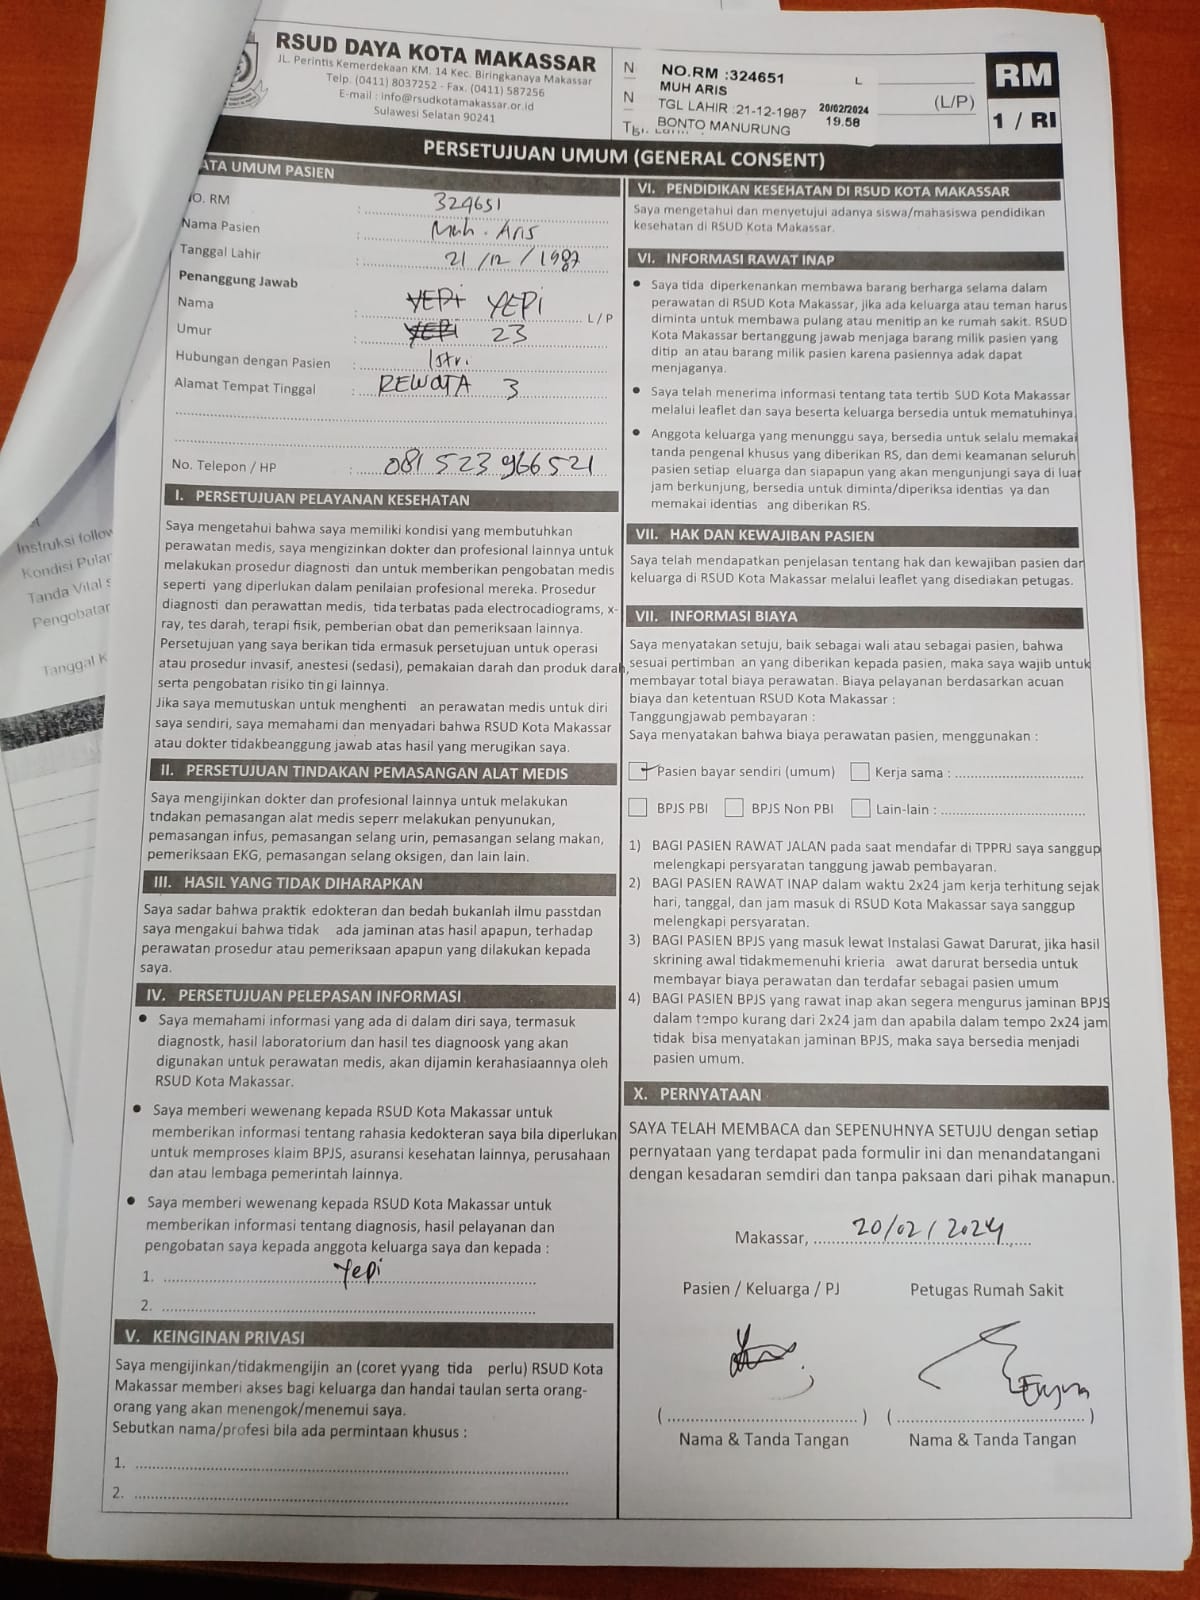 RSUD DAYA KOTA MAKASSAR
JL. Perintis Kemerdekaan KM. 14 Kec. Biringkanaya Makassar
Telp. (0411) 8037252 - Fax. (0411) 587256
E-mail : info@rsudkotamakassar.or.id
Sulawesi Selatan 90241
N
N
NO.RM :324651 L
MUH ARIS
TGL LAHIR :21-12-1987 20/02/2024
BONTO MANURUNG 19.58
(L/P)
RM
1 / RI
PERSETUJUAN UMUM (GENERAL CONSENT)
ATA UMUM PASIEN
NO. RM : 324651
Nama Pasien : Muh. Aris
Tanggal Lahir : 21/12/1987
Penanggung Jawab
Nama : YEPI YEPI L/P
Umur : YEPI 23
Hubungan dengan Pasien : Istri
Alamat Tempat Tinggal : REWATA 3
No. Telepon / HP : 081 523 966 521
I. PERSETUJUAN PELAYANAN KESEHATAN
Saya mengetahui bahwa saya memiliki kondisi yang membutuhkan
perawatan medis, saya mengizinkan dokter dan profesional lainnya untuk
melakukan prosedur diagnosti dan untuk memberikan pengobatan medis
seperti yang diperlukan dalam penilaian profesional mereka. Prosedur
diagnosti dan perawattan medis, tida terbatas pada electrocadiograms, x-
ray, tes darah, terapi fisik, pemberian obat dan pemeriksaan lainnya.
Persetujuan yang saya berikan tida ermasuk persetujuan untuk operasi
atau prosedur invasif, anestesi (sedasi), pemakaian darah dan produk darah,
serta pengobatan risiko tin gi lainnya.
Jika saya memutuskan untuk menghenti an perawatan medis untuk diri
saya sendiri, saya memahami dan menyadari bahwa RSUD Kota Makassar
atau dokter tidakbeanggung jawab atas hasil yang merugikan saya.
II. PERSETUJUAN TINDAKAN PEMASANGAN ALAT MEDIS
Saya mengijinkan dokter dan profesional lainnya untuk melakukan
tndakan pemasangan alat medis seperr melakukan penyunukan,
pemasangan infus, pemasangan selang urin, pemasangan selang makan,
pemeriksaan EKG, pemasangan selang oksigen, dan lain lain.
III. HASIL YANG TIDAK DIHARAPKAN
Saya sadar bahwa praktik edokteran dan bedah bukanlah ilmu passtdan
saya mengakui bahwa tidak ada jaminan atas hasil apapun, terhadap
perawatan prosedur atau pemeriksaan apapun yang dilakukan kepada
saya.
IV. PERSETUJUAN PELEPASAN INFORMASI
• Saya memahami informasi yang ada di dalam diri saya, termasuk
diagnostk, hasil laboratorium dan hasil tes diagnoosk yang akan
digunakan untuk perawatan medis, akan dijamin kerahasiaannya oleh
RSUD Kota Makassar.
• Saya memberi wewenang kepada RSUD Kota Makassar untuk
memberikan informasi tentang rahasia kedokteran saya bila diperlukan
untuk memproses klaim BPJS, asuransi kesehatan lainnya, perusahaan
dan atau lembaga pemerintah lainnya.
• Saya memberi wewenang kepada RSUD Kota Makassar untuk
memberikan informasi tentang diagnosis, hasil pelayanan dan
pengobatan saya kepada anggota keluarga saya dan kepada :
1. Yepi
2.
V. KEINGINAN PRIVASI
Saya mengijinkan/tidakmengijin an (coret yyang tida perlu) RSUD Kota
Makassar memberi akses bagi keluarga dan handai taulan serta orang-
orang yang akan menengok/menemui saya.
Sebutkan nama/profesi bila ada permintaan khusus :
1.
2.
VI. PENDIDIKAN KESEHATAN DI RSUD KOTA MAKASSAR
Saya mengetahui dan menyetujui adanya siswa/mahasiswa pendidikan
kesehatan di RSUD Kota Makassar.
VI. INFORMASI RAWAT INAP
• Saya tida diperkenankan membawa barang berharga selama dalam
perawatan di RSUD Kota Makassar, jika ada keluarga atau teman harus
diminta untuk membawa pulang atau menitip an ke rumah sakit. RSUD
Kota Makassar bertanggung jawab menjaga barang milik pasien yang
ditip an atau barang milik pasien karena pasiennya adak dapat
menjaganya.
• Saya telah menerima informasi tentang tata tertib SUD Kota Makassar
melalui leaflet dan saya beserta keluarga bersedia untuk mematuhinya.
• Anggota keluarga yang menunggu saya, bersedia untuk selalu memakai
tanda pengenal khusus yang diberikan RS, dan demi keamanan seluruh
pasien setiap eluarga dan siapapun yang akan mengunjungi saya di luar
jam berkunjung, bersedia untuk diminta/diperiksa identias ya dan
memakai identias ang diberikan RS.
VII. HAK DAN KEWAJIBAN PASIEN
Saya telah mendapatkan penjelasan tentang hak dan kewajiban pasien dan
keluarga di RSUD Kota Makassar melalui leaflet yang disediakan petugas.
VII. INFORMASI BIAYA
Saya menyatakan setuju, baik sebagai wali atau sebagai pasien, bahwa
sesuai pertimban an yang diberikan kepada pasien, maka saya wajib untuk
membayar total biaya perawatan. Biaya pelayanan berdasarkan acuan
biaya dan ketentuan RSUD Kota Makassar :
Tanggungjawab pembayaran :
Saya menyatakan bahwa biaya perawatan pasien, menggunakan :
Pasien bayar sendiri (umum) Kerja sama :
BPJS PBI BPJS Non PBI Lain-lain :
1) BAGI PASIEN RAWAT JALAN pada saat mendafar di TPPRJ saya sanggup
melengkapi persyaratan tanggung jawab pembayaran.
2) BAGI PASIEN RAWAT INAP dalam waktu 2x24 jam kerja terhitung sejak
hari, tanggal, dan jam masuk di RSUD Kota Makassar saya sanggup
melengkapi persyaratan.
3) BAGI PASIEN BPJS yang masuk lewat Instalasi Gawat Darurat, jika hasil
skrining awal tidakmemenuhi krieria awat darurat bersedia untuk
membayar biaya perawatan dan terdafar sebagai pasien umum
4) BAGI PASIEN BPJS yang rawat inap akan segera mengurus jaminan BPJS
dalam tempo kurang dari 2x24 jam dan apabila dalam tempo 2x24 jam
tidak bisa menyatakan jaminan BPJS, maka saya bersedia menjadi
pasien umum.
X. PERNYATAAN
SAYA TELAH MEMBACA dan SEPENUHNYA SETUJU dengan setiap
pernyataan yang terdapat pada formulir ini dan menandatangani
dengan kesadaran semdiri dan tanpa paksaan dari pihak manapun.
Makassar, 20/02/2024
Pasien / Keluarga / PJ Petugas Rumah Sakit
( ) ( )
Nama & Tanda Tangan Nama & Tanda Tangan
Instruksi follow
Kondisi Pular
Tanda Vital s
Pengobatar
Tanggal K